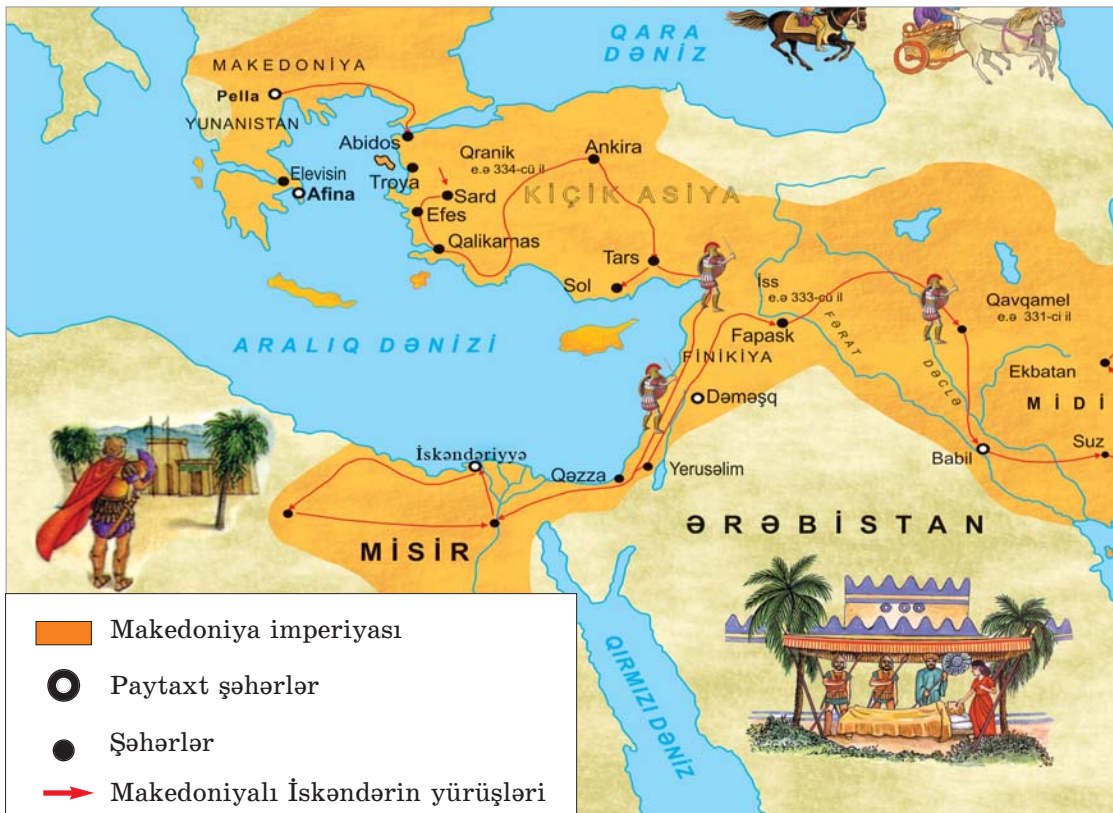 QARA
DƏNİZ
MAKEDONİYA
Pella
YUNANISTAN
Abidos
Troya
Elevisin
Afina
Qranik
e.ə 334-cü il
Sard
Efes
Qalikarnas
Ankira
KİÇİK ASİYA
Tars
Sol
İss
e.ə 333-cü il
Fapask
FİNİKİYA
FƏRAT
DƏCLƏ
Qavqamel
e.ə 331-ci il
Ekbatan
MİDİ
Suz
Babil
ARALIQ DƏNİZİ
Dəməşq
İskəndəriyyə
Qəzza
Yerusəlim
ƏRƏBİSTAN
MİSİR
QIRMIZI DƏNİZ
Makedoniya imperiyası
Paytaxt şəhərlər
Şəhərlər
Makedoniyalı İskəndərin yürüşləri